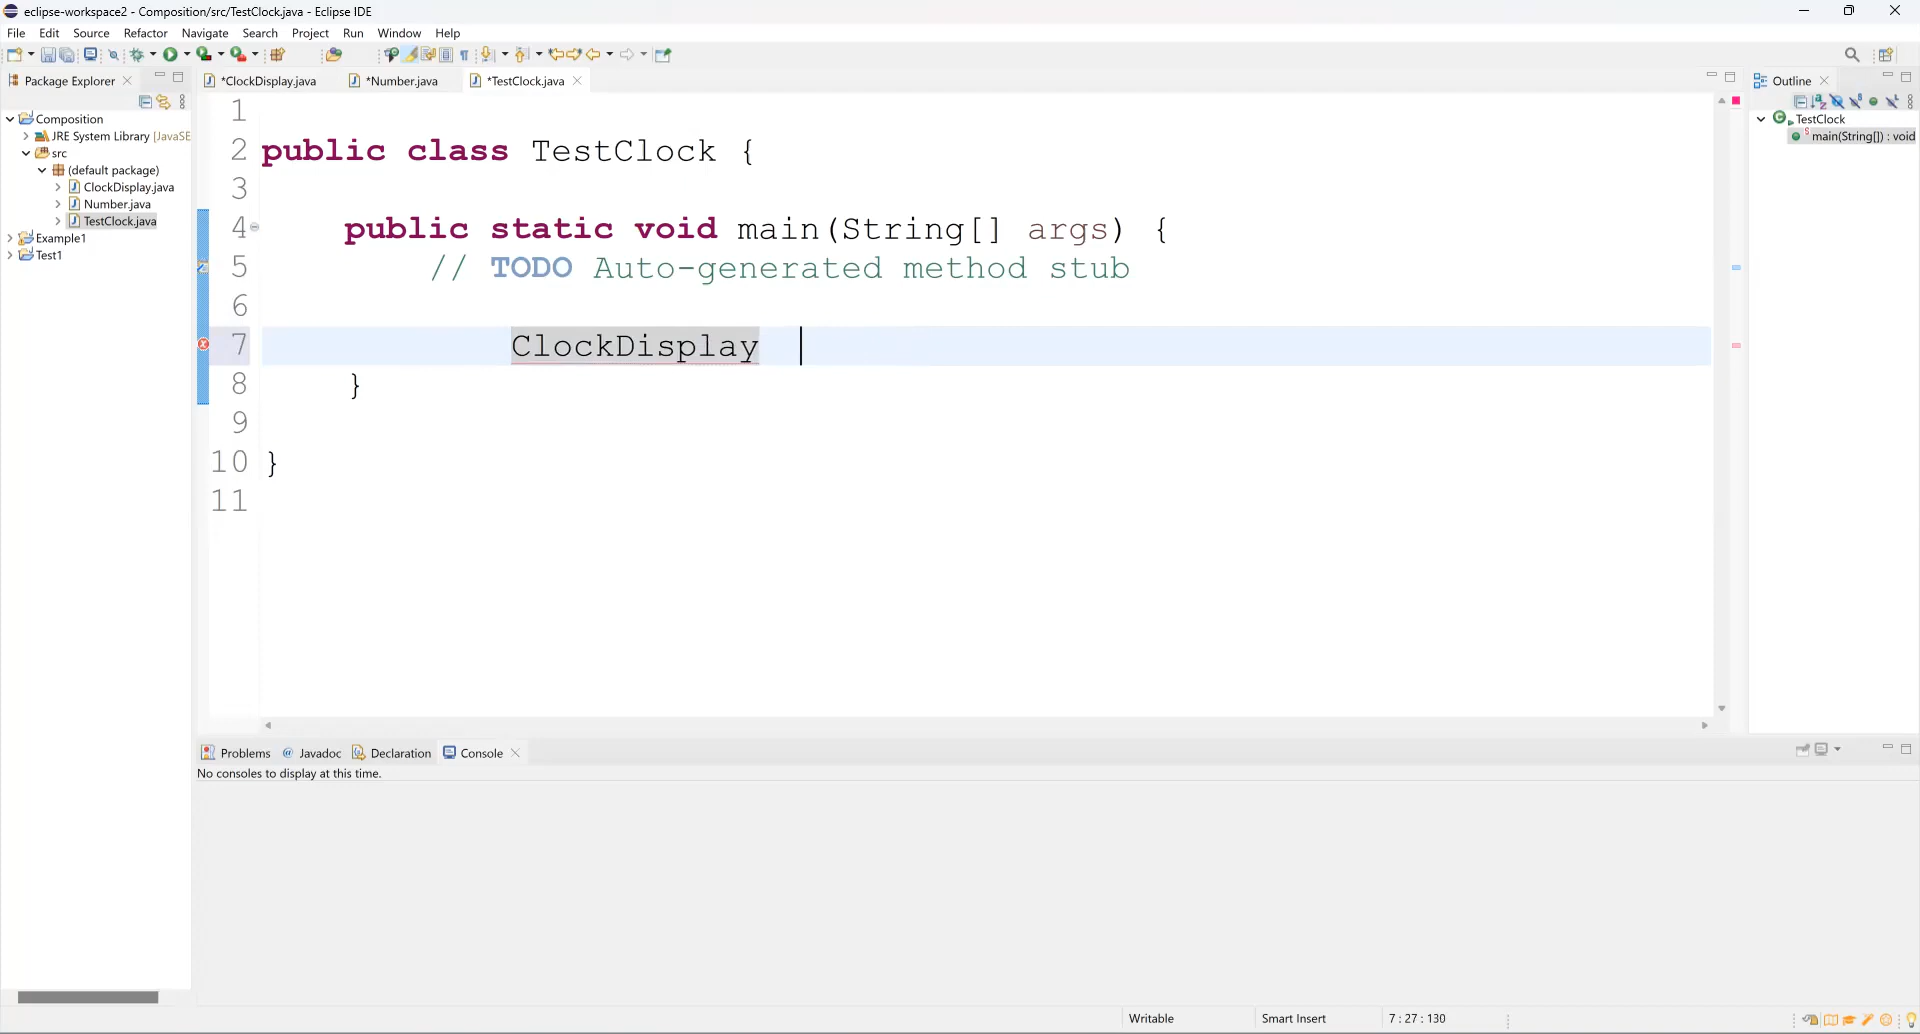 eclipse-workspace2 - Composition/src/TestClock.java - Eclipse IDE
File Edit Source Refactor Navigate Search Project Run Window Help
Package Explorer
*ClockDisplay.java *Number.java *TestClock.java
Outline
Composition
JRE System Library [JavaSE
src
(default package)
ClockDisplay.java
Number.java
TestClock.java
Example1
Test1
1
2 public class TestClock {
3
4 public static void main(String[] args) {
5 // TODO Auto-generated method stub
6
7 ClockDisplay
8 }
9
10 }
11
TestClock
main(String[]) : void
Problems @ Javadoc Declaration Console
No consoles to display at this time.
Writable Smart Insert 7 : 27 : 130